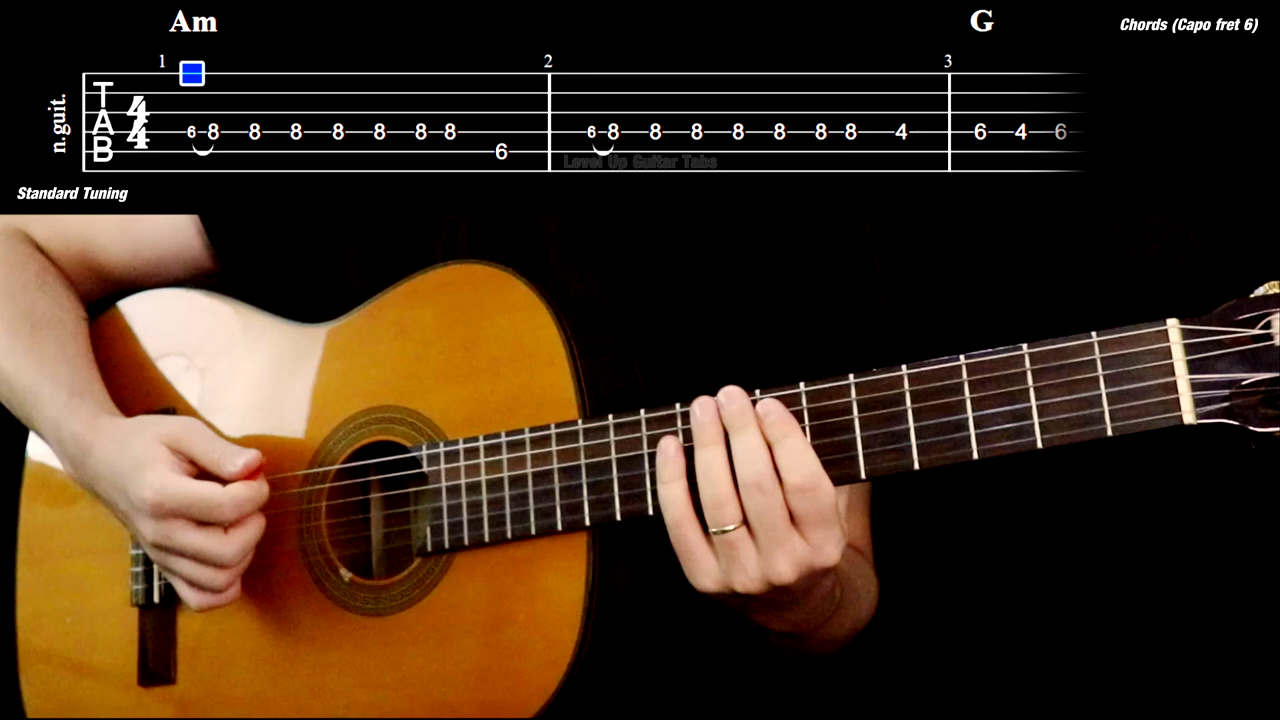 Am G Chords (Capo fret 6)
1 2 3
n.guit. TAB 4/4
6 8 8 8 8 8 8 8 6 6 8 8 8 8 8 8 8 4 6 4 6
Level Up Guitar Tabs
Standard Tuning